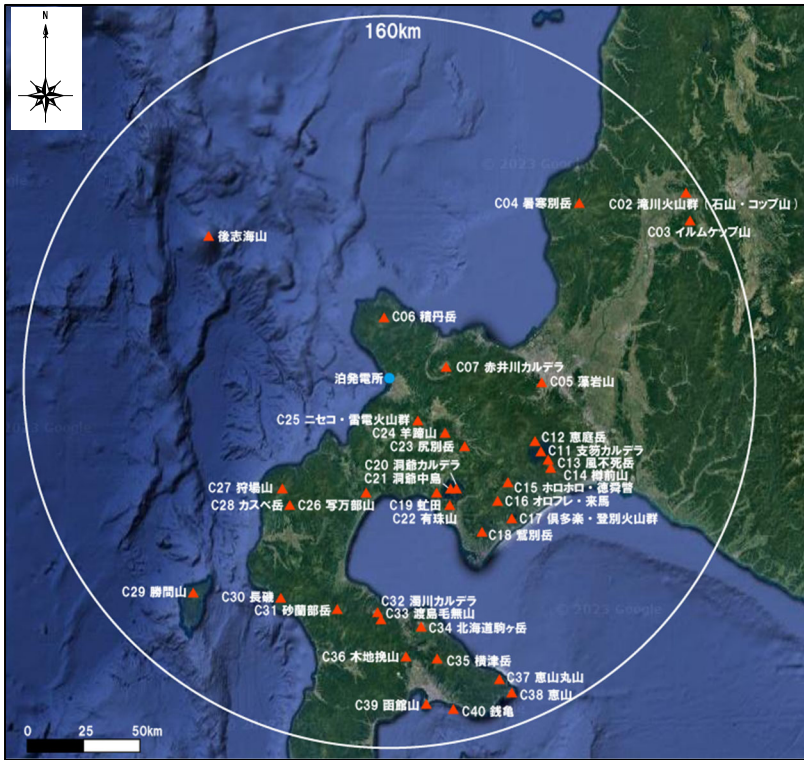 N
160km
© 2023 Google
C04 暑寒別岳
C02 滝川火山群(石山・コップ山)
C03 イルムケップ山
後志海山
C06 積丹岳
C07 赤井川カルデラ
泊発電所
C05 藻岩山
C25 ニセコ・雷電火山群
C24 羊蹄山
C23 尻別岳
C12 恵庭岳
C11 支笏カルデラ
C13 風不死岳
C14 樽前山
C20 洞爺カルデラ
C21 洞爺中島
C15 ホロホロ・徳舜瞥
C27 狩場山
C28 カスベ岳
C26 写万部山
C19 虻田
C22 有珠山
C16 オロフレ・来馬
C17 倶多楽・登別火山群
C18 鷲別岳
C29 勝澗山
C30 長磯
C31 砂蘭部岳
C32 濁川カルデラ
C33 渡島毛無山
C34 北海道駒ヶ岳
© 2023 Google
C36 木地挽山
C35 横津岳
C37 恵山丸山
C38 恵山
C39 函館山
C40 銭亀
0 25 50km